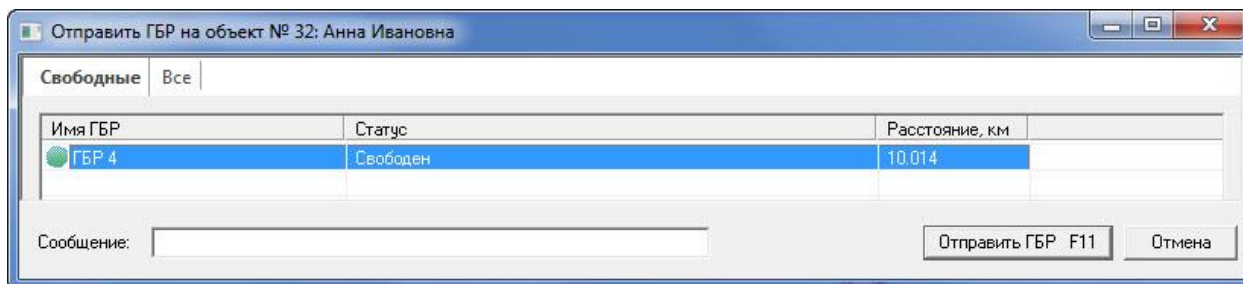 Отправить ГБР на объект № 32: Анна Ивановна
Свободные Все
Имя ГБР Статус Расстояние, км
ГБР 4 Свободен 10.014
Сообщение: Отправить ГБР F11 Отмена